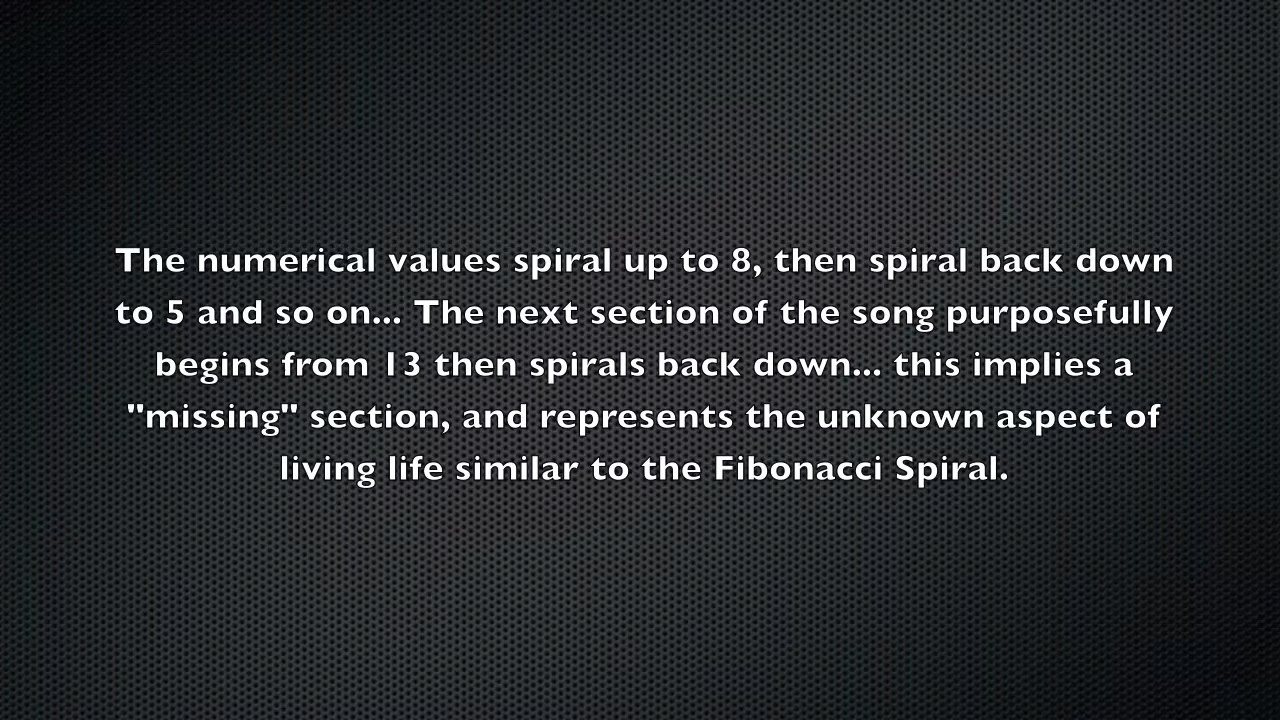 The numerical values spiral up to 8, then spiral back down
to 5 and so on... The next section of the song purposefully
begins from 13 then spirals back down... this implies a
"missing" section, and represents the unknown aspect of
living life similar to the Fibonacci Spiral.